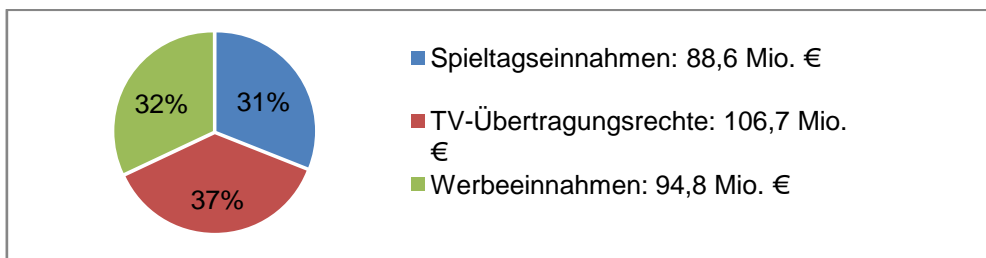 32%
31%
37%
Spieltagseinnahmen: 88,6 Mio. €
TV-Übertragungsrechte: 106,7 Mio.
€
Werbeeinnahmen: 94,8 Mio. €